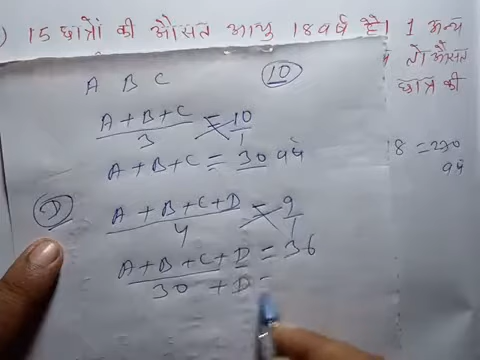 ) 15 छात्रों की औसत आयु 18 वर्ष है। 1 अन्य
तो औसत
छात्र की
A B C
10
A + B + C / 3 = 10 / 1
A + B + C = 30 वर्ष
18 = 270
वर्ष
D
A + B + C + D / 4 = 9 / 1
A + B + C + D = 36
30 + D =